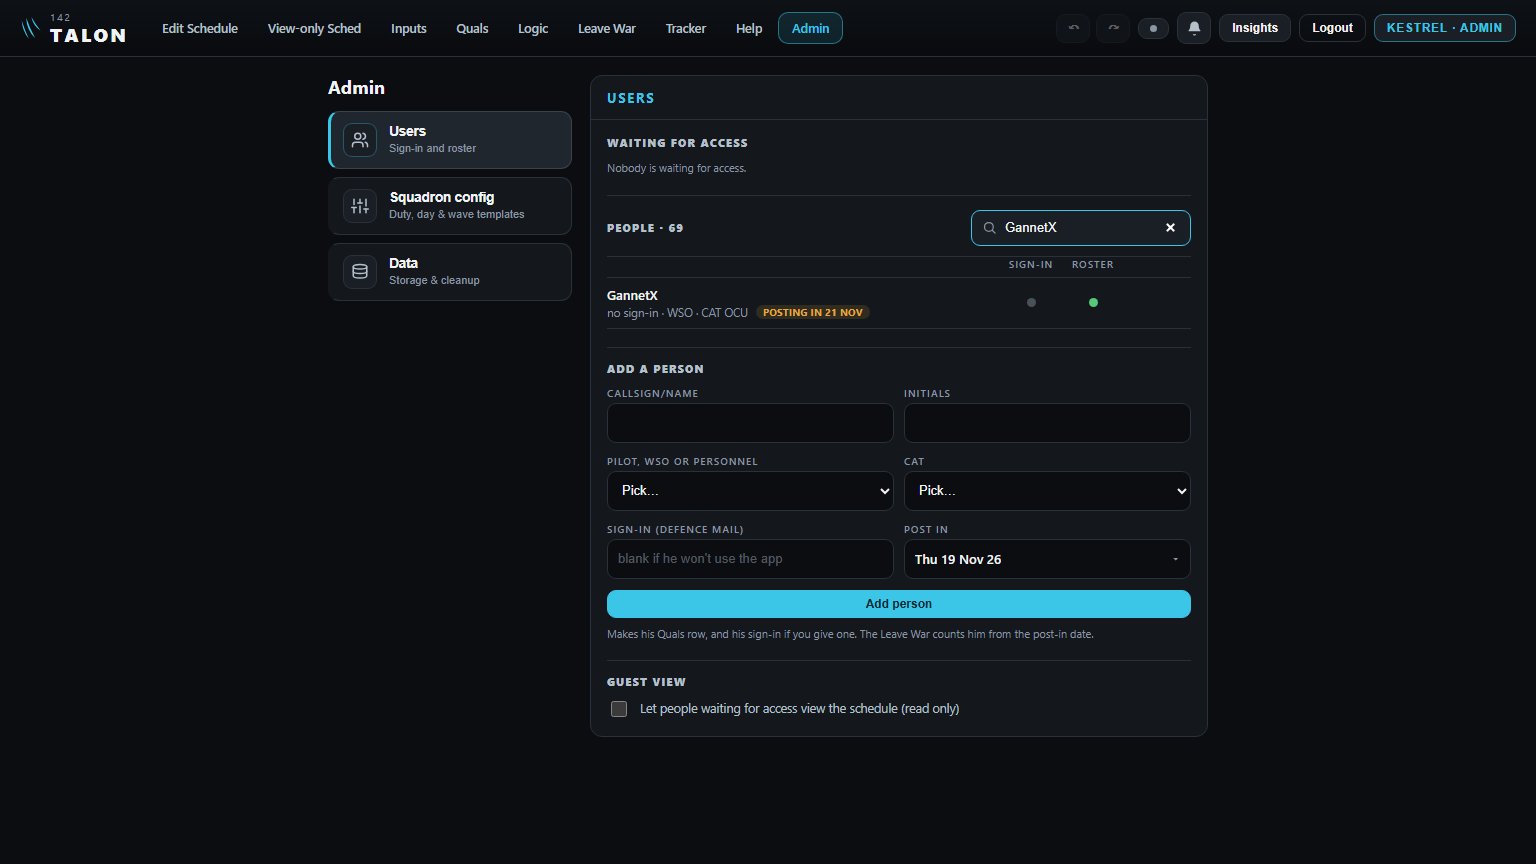 142
TALON
Edit Schedule
View-only Sched
Inputs
Quals
Logic
Leave War
Tracker
Help
Admin
Insights
Logout
KESTREL · ADMIN
Admin
Users
Sign-in and roster
Squadron config
Duty, day & wave templates
Data
Storage & cleanup
USERS
WAITING FOR ACCESS
Nobody is waiting for access.
PEOPLE · 69
GannetX
SIGN-IN
ROSTER
GannetX
no sign-in · WSO · CAT OCU POSTING IN 21 NOV
ADD A PERSON
CALLSIGN/NAME
INITIALS
PILOT, WSO OR PERSONNEL
CAT
Pick...
Pick...
SIGN-IN (DEFENCE MAIL)
POST IN
blank if he won't use the app
Thu 19 Nov 26
Add person
Makes his Quals row, and his sign-in if you give one. The Leave War counts him from the post-in date.
GUEST VIEW
Let people waiting for access view the schedule (read only)